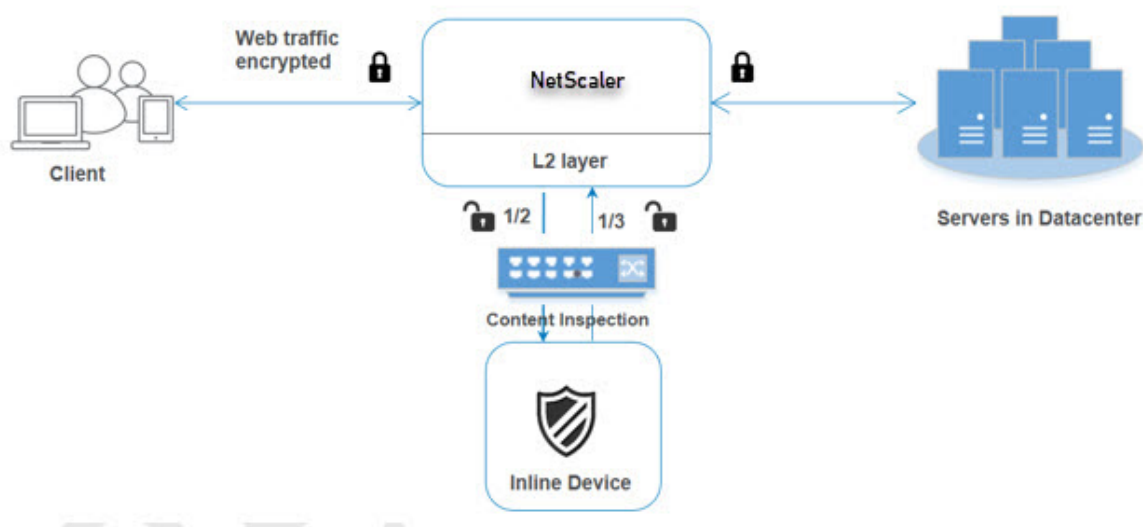 Web traffic
encrypted
NetScaler
L2 layer
Client
1/2
1/3
Servers in Datacenter
Content Inspection
Inline Device